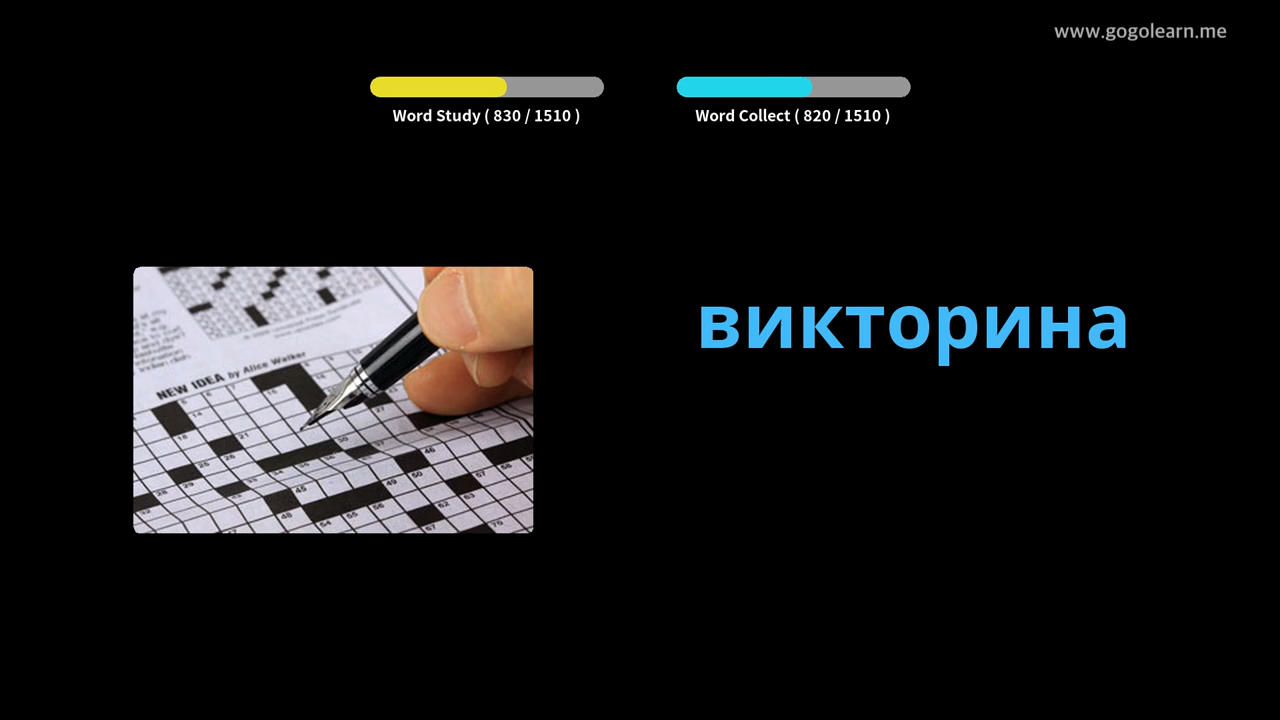 www.gogolearn.me
Word Study ( 830 / 1510 )
Word Collect ( 820 / 1510 )
викторина
NEW IDEA by Alice Walker